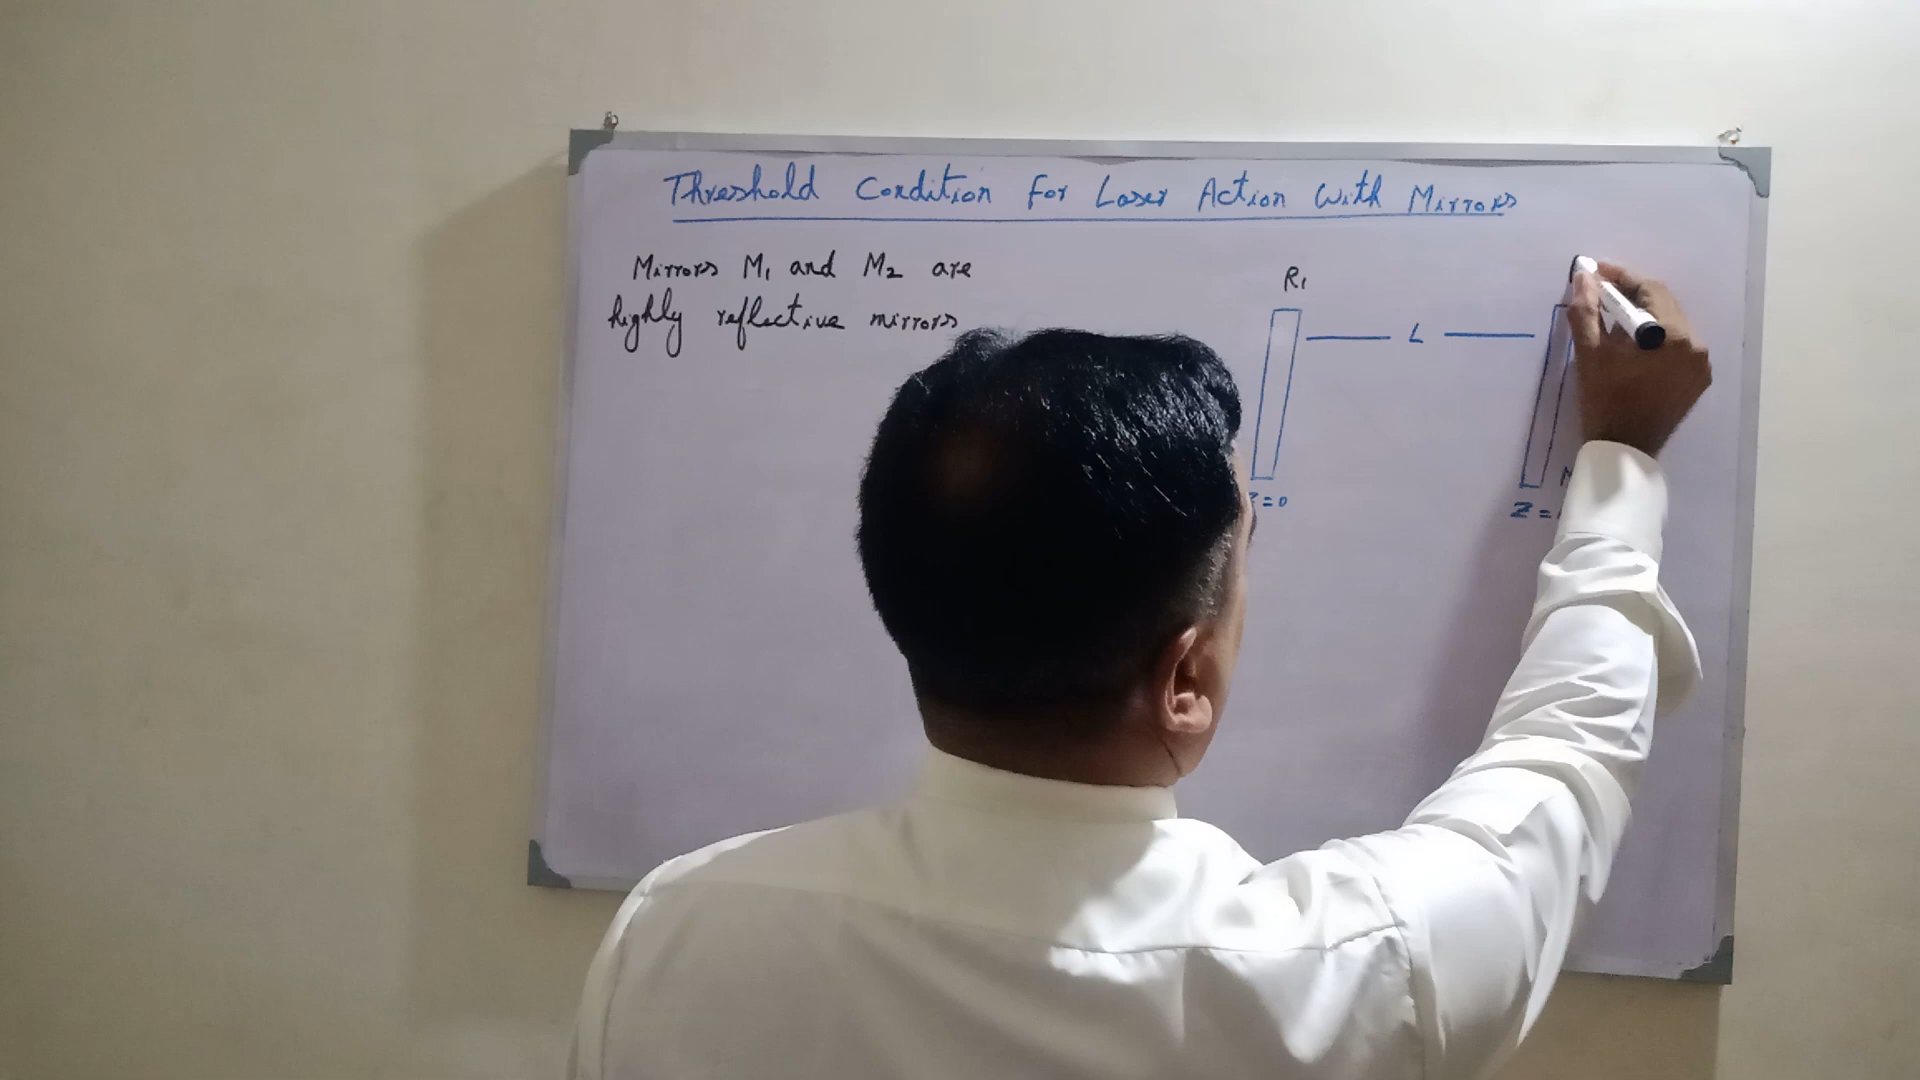 Threshold Condition For Laser Action With Mirrors
Mirrors M1 and M2 are
highly reflective mirrors
R1
L
Z = 0
Z =